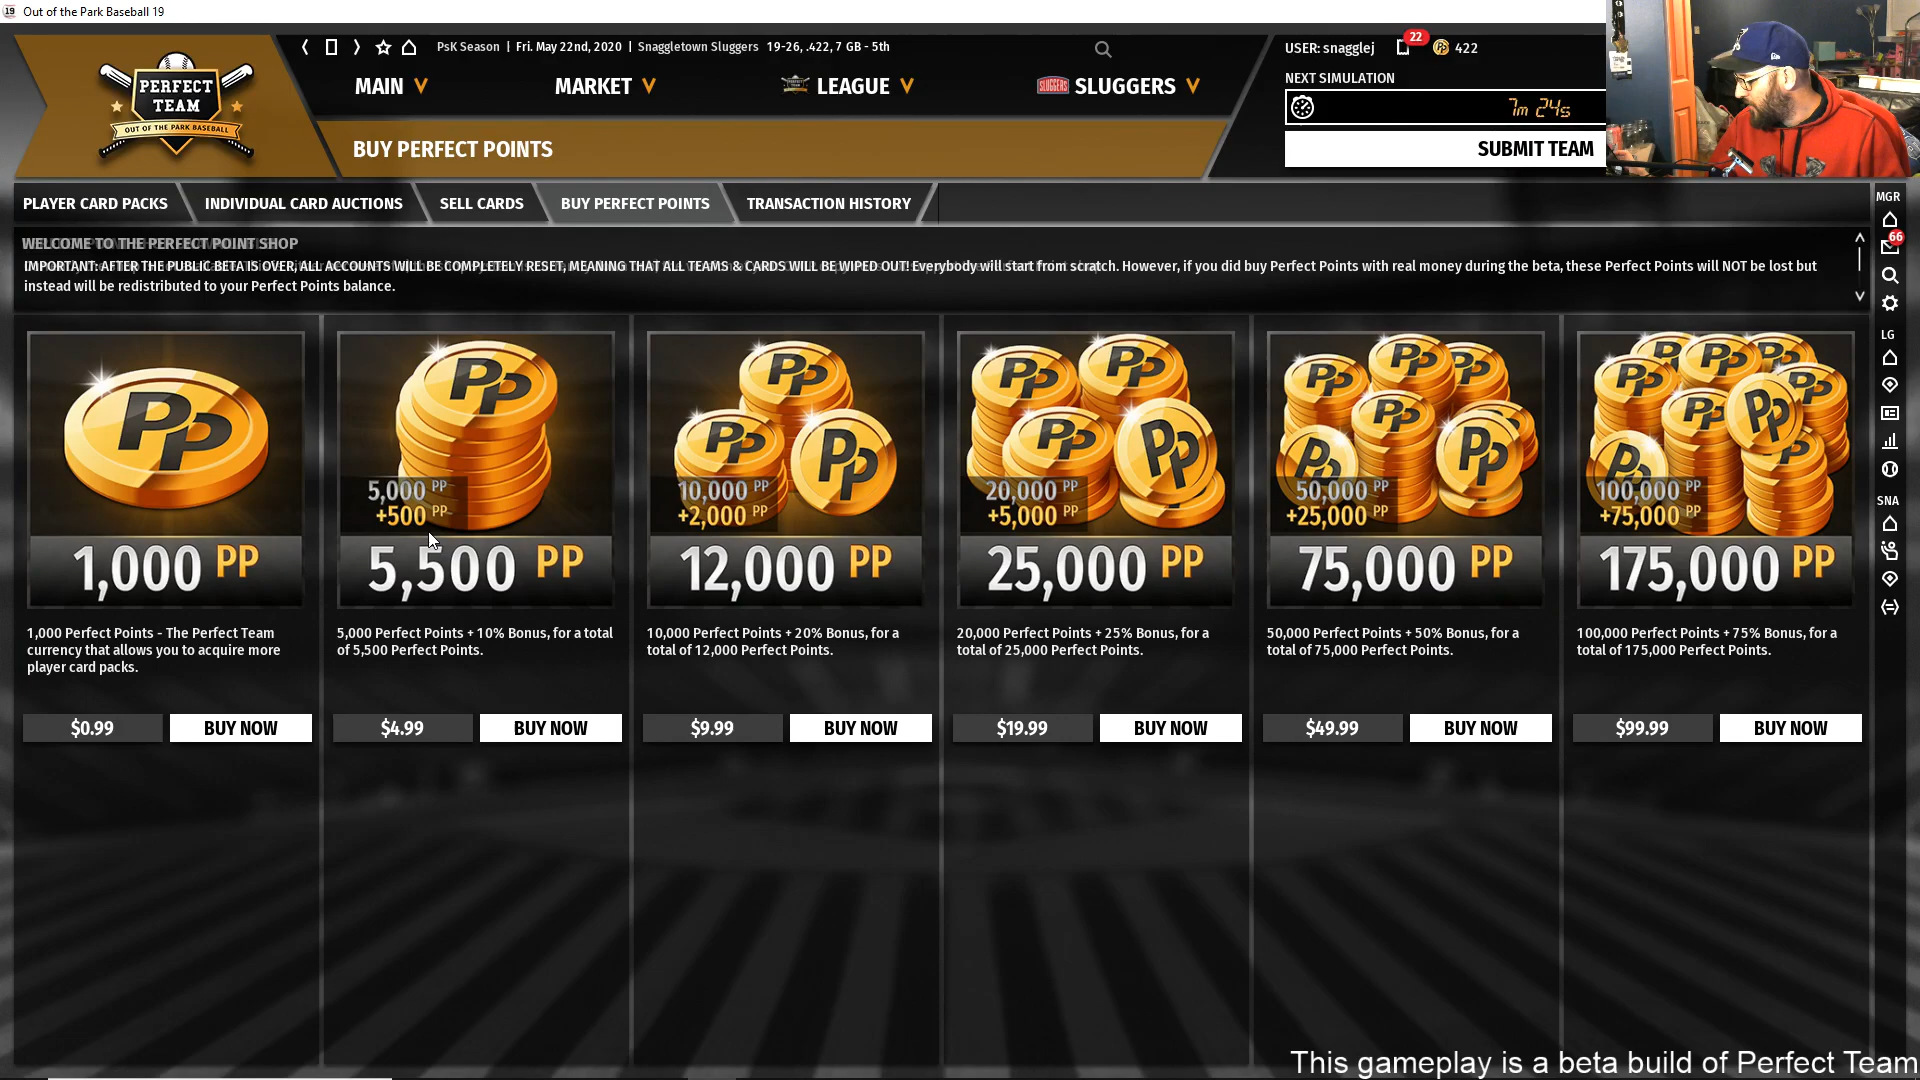 19 Out of the Park Baseball 19
PERFECT
TEAM
OUT OF THE PARK BASEBALL
PsK Season | Fri. May 22nd, 2020 | Snaggletown Sluggers 19-26, .422, 7 GB - 5th
MAIN
MARKET
LEAGUE
SLUGGERS SLUGGERS
USER: snagglej 22 422
NEXT SIMULATION
7m 24s
SUBMIT TEAM
BUY PERFECT POINTS
PLAYER CARD PACKS
INDIVIDUAL CARD AUCTIONS
SELL CARDS
BUY PERFECT POINTS
TRANSACTION HISTORY
WELCOME TO THE PERFECT POINT SHOP
IMPORTANT: AFTER THE PUBLIC BETA IS OVER, ALL ACCOUNTS WILL BE COMPLETELY RESET, MEANING THAT ALL TEAMS & CARDS WILL BE WIPED OUT! Everybody will start from scratch. However, if you did buy Perfect Points with real money during the beta, these Perfect Points will NOT be lost but
instead will be redistributed to your Perfect Points balance.
MGR
66
LG
SNA
1,000 PP
1,000 Perfect Points - The Perfect Team
currency that allows you to acquire more
player card packs.
$0.99 BUY NOW
5,000 PP
+500 PP
5,500 PP
5,000 Perfect Points + 10% Bonus, for a total
of 5,500 Perfect Points.
$4.99 BUY NOW
10,000 PP
+2,000 PP
12,000 PP
10,000 Perfect Points + 20% Bonus, for a
total of 12,000 Perfect Points.
$9.99 BUY NOW
20,000 PP
+5,000 PP
25,000 PP
20,000 Perfect Points + 25% Bonus, for a
total of 25,000 Perfect Points.
$19.99 BUY NOW
50,000 PP
+25,000 PP
75,000 PP
50,000 Perfect Points + 50% Bonus, for a
total of 75,000 Perfect Points.
$49.99 BUY NOW
100,000 PP
+75,000 PP
175,000 PP
100,000 Perfect Points + 75% Bonus, for a
total of 175,000 Perfect Points.
$99.99 BUY NOW
This gameplay is a beta build of Perfect Team